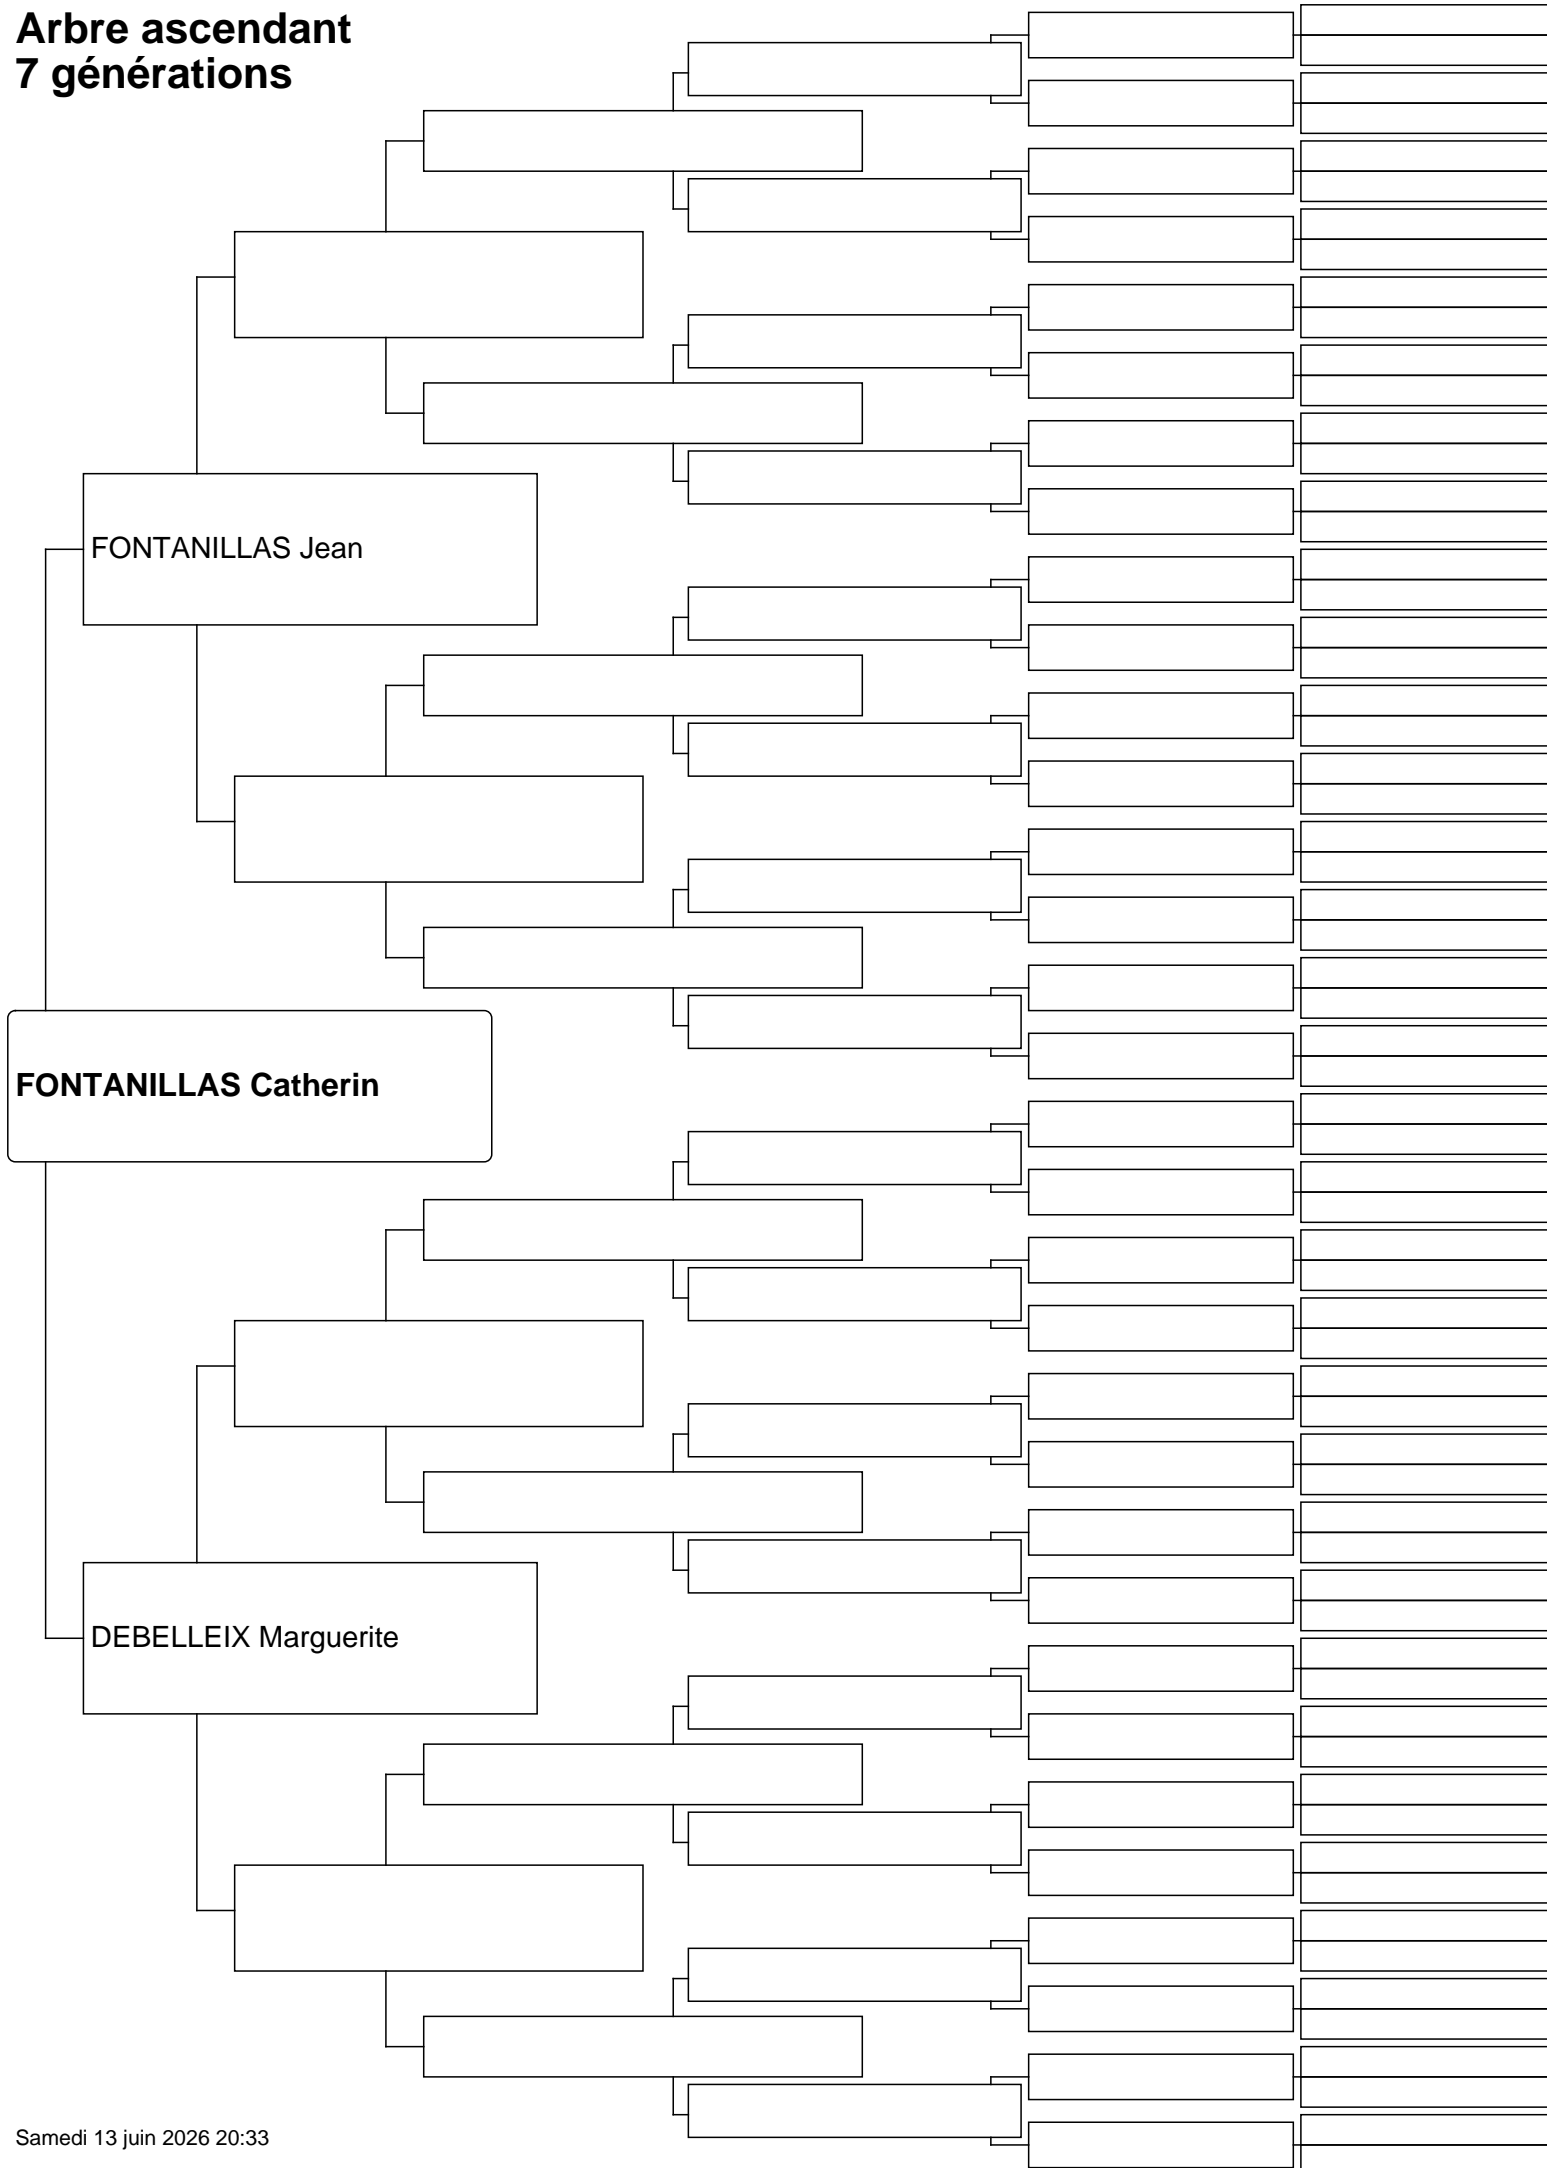 Arbre ascendant
7 générations
FONTANILLAS Jean
FONTANILLAS Catherin
DEBELLEIX Marguerite
Samedi 13 juin 2026 20:33